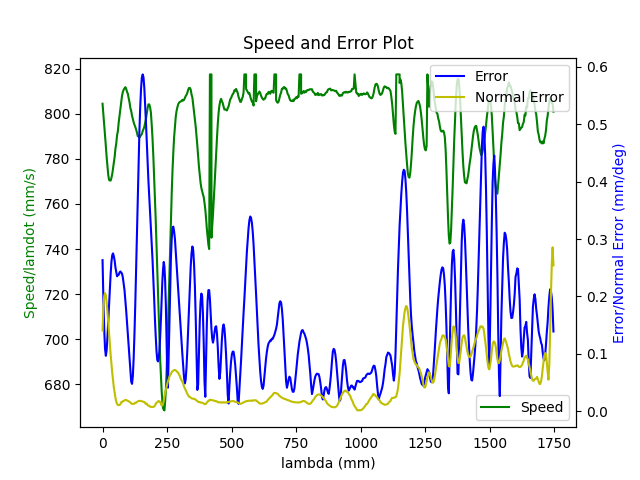 Speed and Error Plot
Error
Normal Error
Speed
Speed/lamdot (mm/s)
820
800
780
760
740
720
700
680
Error/Normal Error (mm/deg)
0.6
0.5
0.4
0.3
0.2
0.1
0.0
0 250 500 750 1000 1250 1500 1750
lambda (mm)